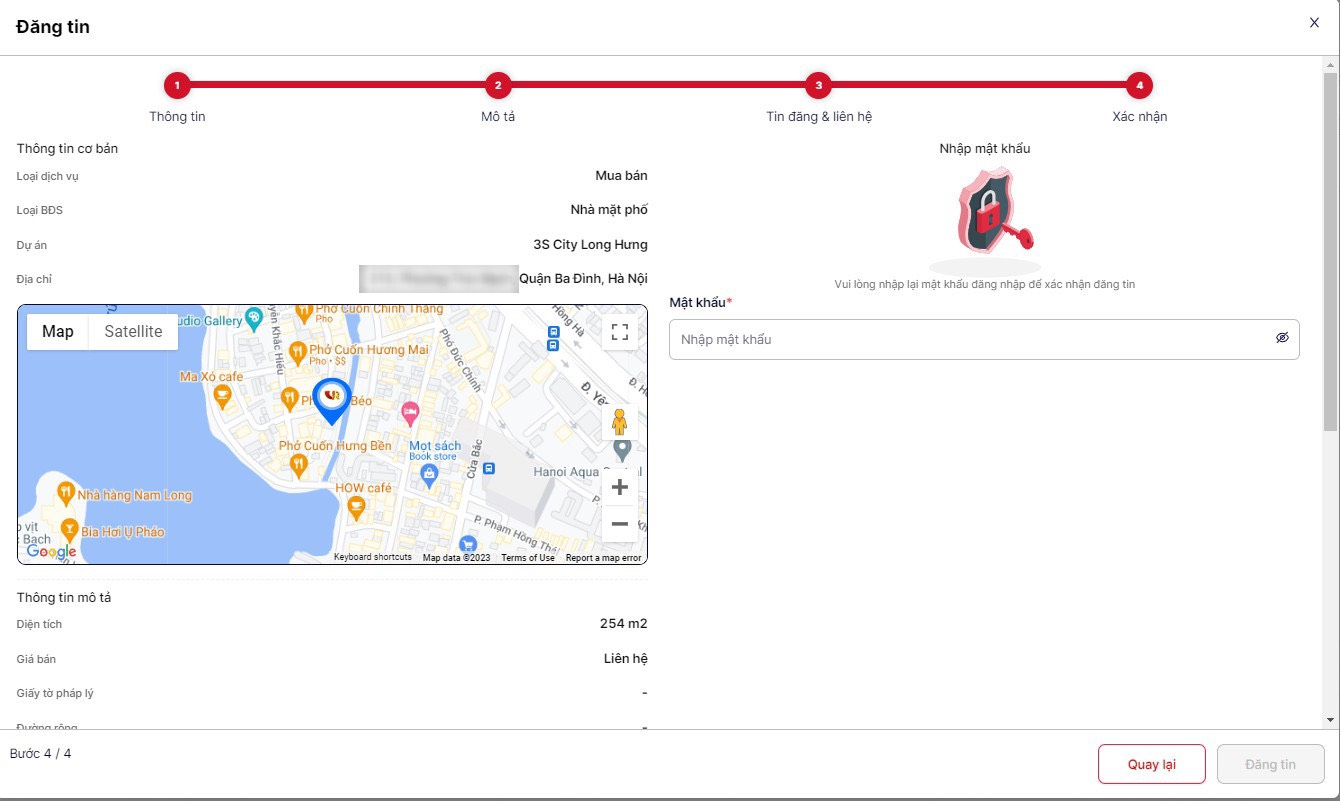 Đăng tin
X
1
2
3
4
Thông tin
Mô tả
Tin đăng & liên hệ
Xác nhận
Thông tin cơ bản
Loại dịch vụ
Mua bán
Loại BĐS
Nhà mặt phố
Dự án
3S City Long Hưng
Địa chỉ
Quận Ba Đình, Hà Nội
Map
Satellite
udio Gallery
Phở Cuốn Chinh Thắng
Pho
yên Khắc Hiếu
Phở Cuốn Hương Mai
Pho • $$
Phó Đức Chính
Hồng Hà
Ma Xó cafe
Béo
Đ. Yê
Phở Cuốn Hưng Bền
Mọt sách
Book store
Cửa Bắc
Hanoi Aqua Central
HOW café
Nhà hàng Nam Long
P. Phạm Hồng Thái
Bia Hơi Ụ Pháo
vịt
Bạch
Google
Keyboard shortcuts
Map data ©2023
Terms of Use
Report a map error
Thông tin mô tả
Diện tích
254 m2
Giá bán
Liên hệ
Giấy tờ pháp lý
-
Đường rộng
-
Nhập mật khẩu
Vui lòng nhập lại mật khẩu đăng nhập để xác nhận đăng tin
Mật khẩu*
Nhập mật khẩu
Bước 4 / 4
Quay lại
Đăng tin